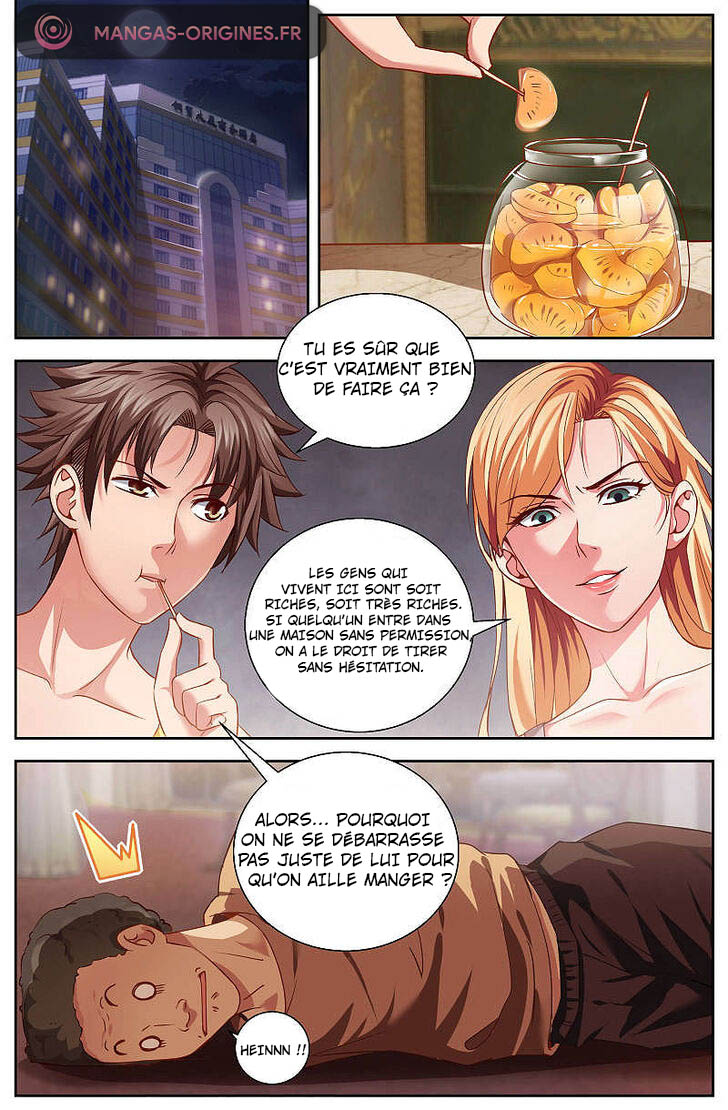 MANGAS-ORIGINES.FR
TU ES SÛR QUE
C'EST VRAIMENT BIEN
DE FAIRE ÇA ?
LES GENS QUI
VIVENT ICI SONT SOIT
RICHES, SOIT TRÈS RICHES.
SI QUELQU'UN ENTRE DANS
UNE MAISON SANS PERMISSION,
ON A LE DROIT DE TIRER
SANS HÉSITATION.
ALORS... POURQUOI
ON NE SE DÉBARRASSE
PAS JUSTE DE LUI POUR
QU'ON AILLE MANGER ?
HEINNN !!